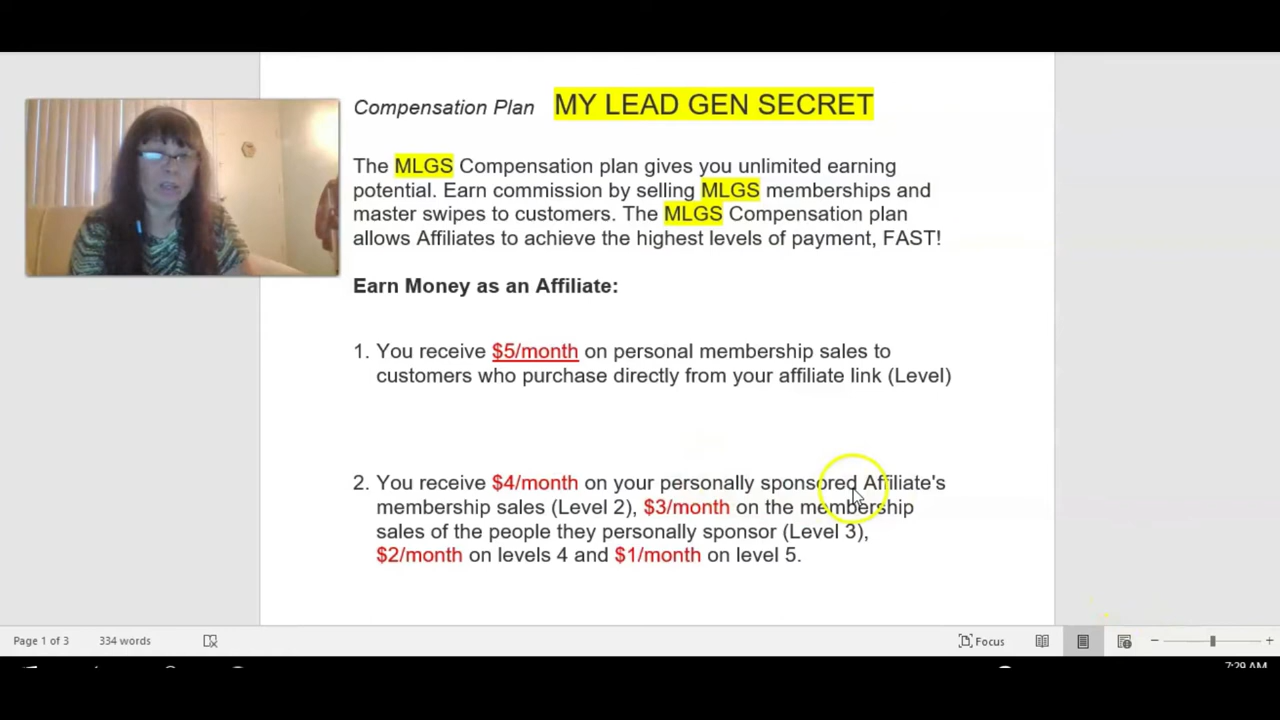 Compensation Plan MY LEAD GEN SECRET
The MLGS Compensation plan gives you unlimited earning
potential. Earn commission by selling MLGS memberships and
master swipes to customers. The MLGS Compensation plan
allows Affiliates to achieve the highest levels of payment, FAST!
Earn Money as an Affiliate:
1. You receive $5/month on personal membership sales to
customers who purchase directly from your affiliate link (Level)
2. You receive $4/month on your personally sponsored Affiliate's
membership sales (Level 2), $3/month on the membership
sales of the people they personally sponsor (Level 3),
$2/month on levels 4 and $1/month on level 5.
Page 1 of 3 334 words Focus
7:29 AM